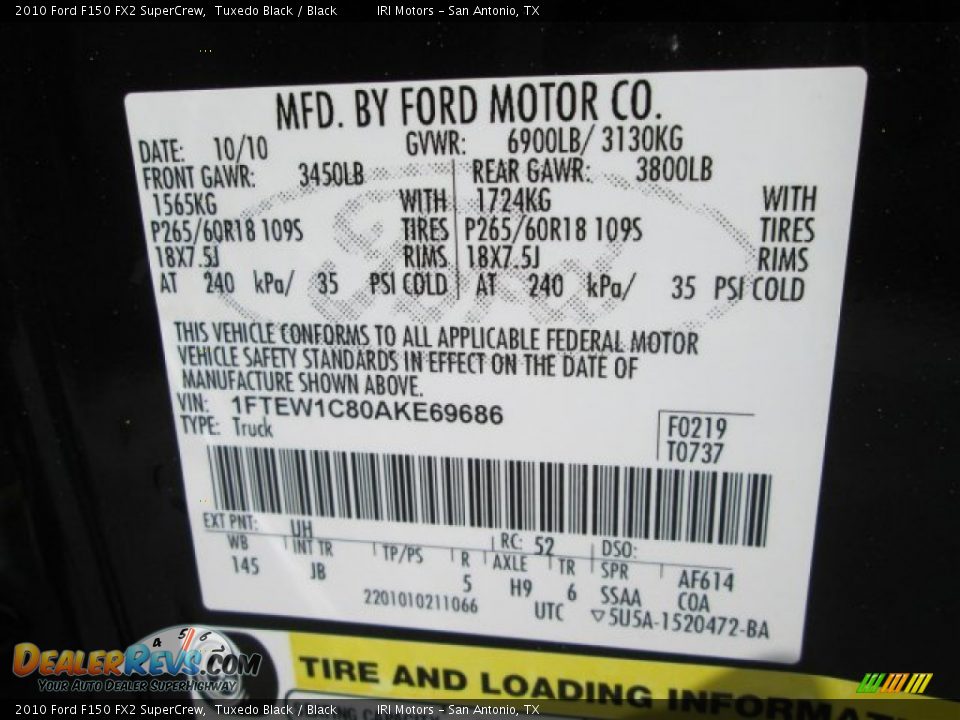 2010 Ford F150 FX2 SuperCrew, Tuxedo Black / Black IRI Motors - San Antonio, TX
MFD. BY FORD MOTOR CO.
DATE: 10/10 GVWR: 6900LB/ 3130KG
FRONT GAWR: 3450LB REAR GAWR: 3800LB
1565KG WITH 1724KG WITH
P265/60R18 109S TIRES P265/60R18 109S TIRES
18X7.5J RIMS 18X7.5J RIMS
AT 240 kPa/ 35 PSI COLD AT 240 kPa/ 35 PSI COLD
THIS VEHICLE CONFORMS TO ALL APPLICABLE FEDERAL MOTOR
VEHICLE SAFETY STANDARDS IN EFFECT ON THE DATE OF
MANUFACTURE SHOWN ABOVE.
VIN: 1FTEW1C80AKE69686
TYPE: Truck
F0219
T0737
EXT PNT: UH RC: 52 DSO:
WB INT TR TP/PS R AXLE TR SPR
145 JB 5 H9 6 SSAA AF614
COA
2201010211066 UTC ▽5U5A-1520472-BA
TIRE AND LOADING INFORMA
4 5 6
DEALERREVS.COM
YOUR AUTO DEALER SUPERHIGHWAY
2010 Ford F150 FX2 SuperCrew, Tuxedo Black / Black IRI Motors - San Antonio, TX